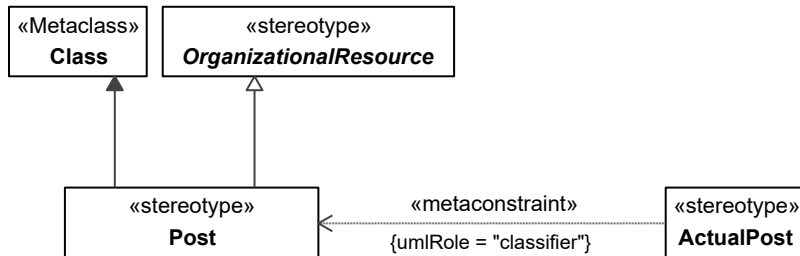 «Metaclass»
Class
«stereotype»
OrganizationalResource
«stereotype»
Post
«metaconstraint»
{umlRole = "classifier"}
«stereotype»
ActualPost